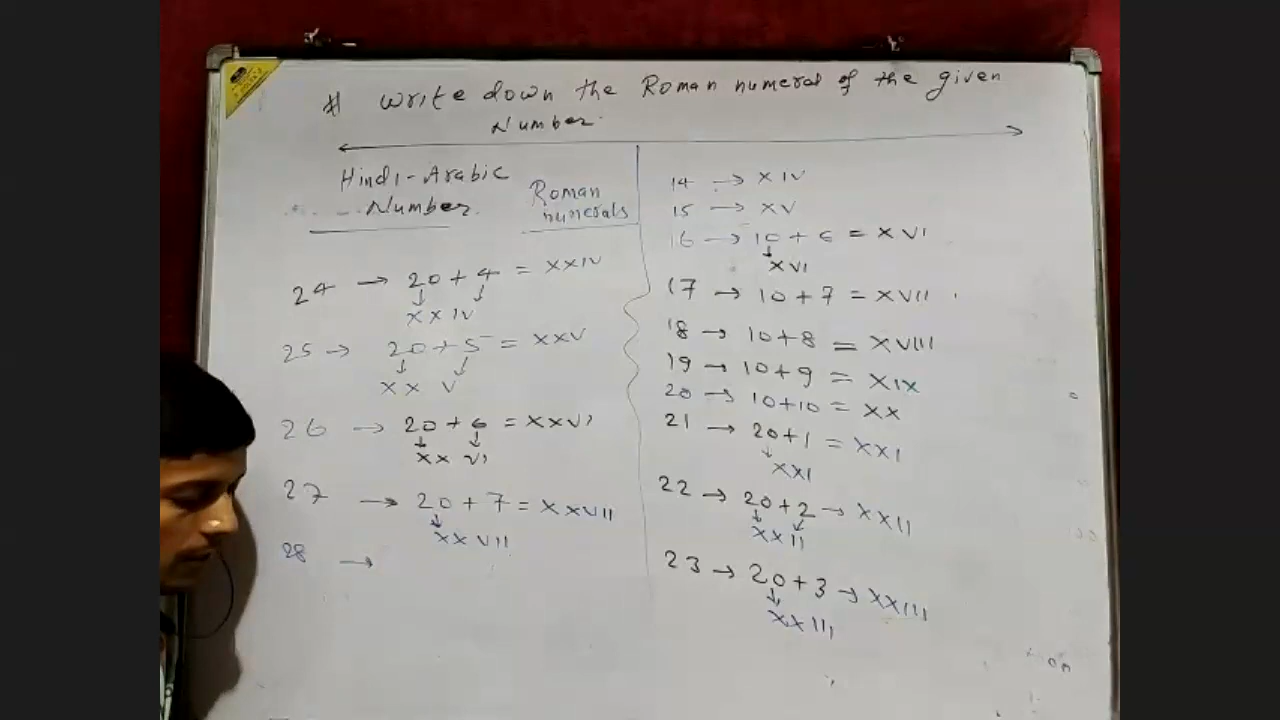 * Write down the Roman numeral of the given
Number.
Hindi-Arabic
Number.
Roman
numerals
24 → 20 + 4 = XXIV
↓ ↓
XX IV
25 → 20 + 5 = XXV
↓ ↓
XX V
26 → 20 + 6 = XXVI
↓ ↓
XX VI
27 → 20 + 7 = XXVII
↓
XX VII
28 →
14 → XIV
15 → XV
16 → 10 + 6 = XVI
↓
XVI
17 → 10 + 7 = XVII
18 → 10+8 = XVIII
19 → 10+9 = XIX
20 → 10+10 = XX
21 → 20+1 = XXI
↓
XXI
22 → 20+2 → XXII
↓ ↓
XXII
23 → 20+3 → XXIII
↓
XXIII